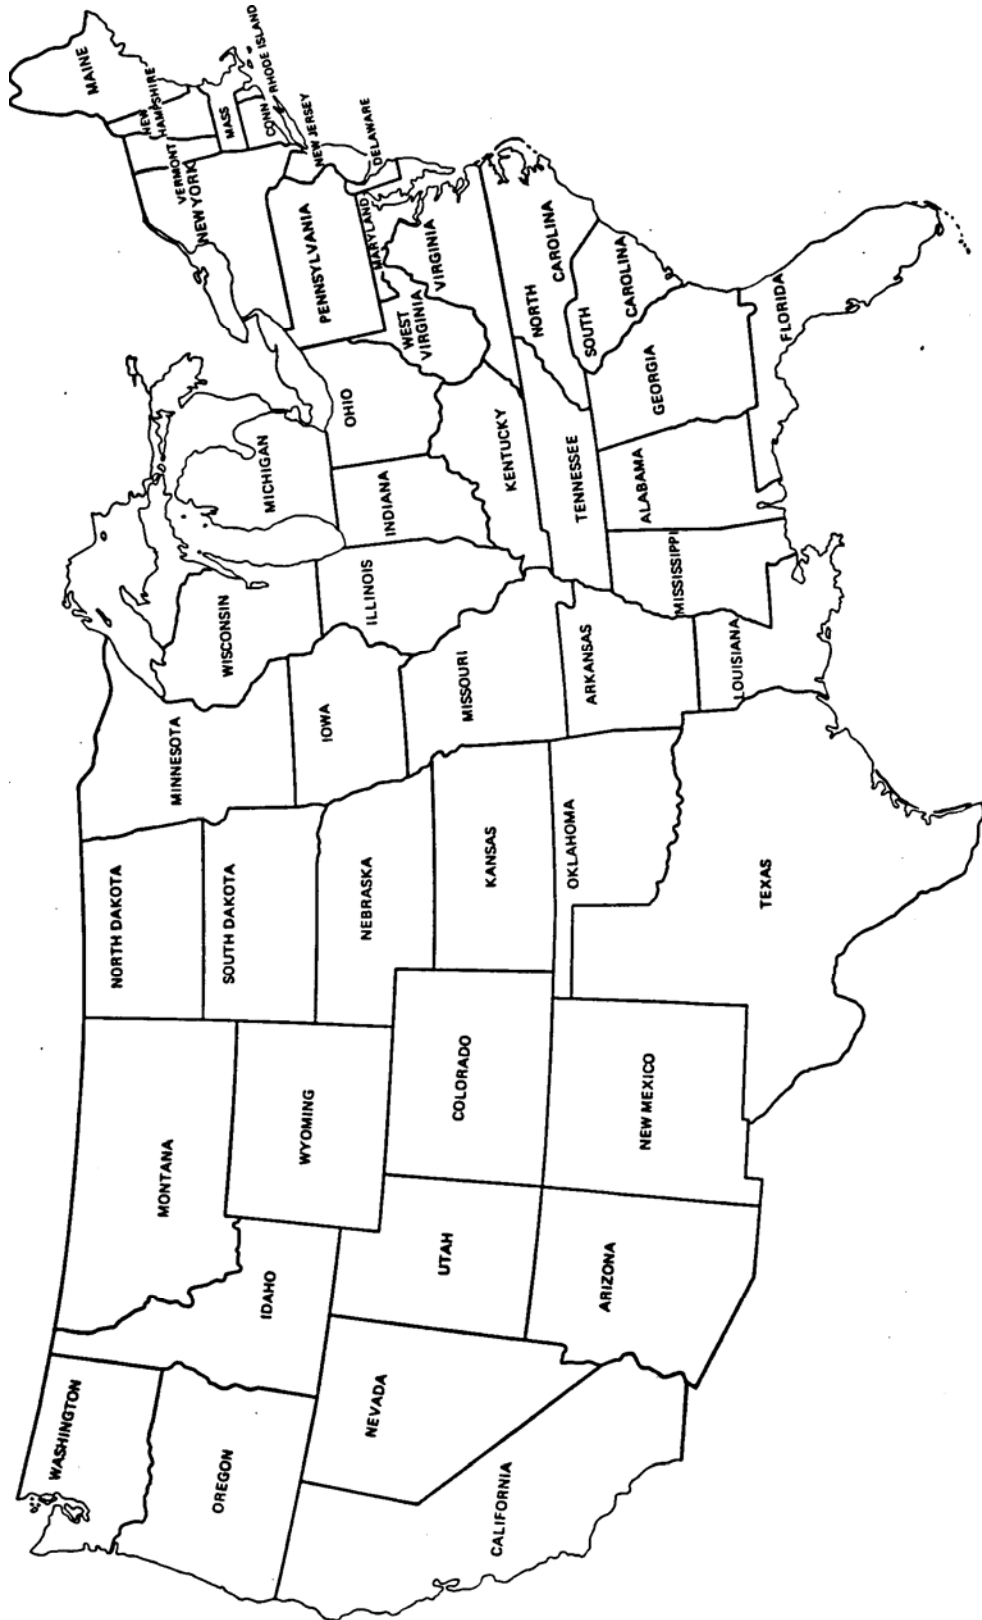 WASHINGTON
OREGON
CALIFORNIA
NEVADA
IDAHO
MONTANA
WYOMING
UTAH
ARIZONA
COLORADO
NEW MEXICO
NORTH DAKOTA
SOUTH DAKOTA
NEBRASKA
KANSAS
OKLAHOMA
TEXAS
MINNESOTA
IOWA
MISSOURI
ARKANSAS
LOUISIANA
WISCONSIN
ILLINOIS
MISSISSIPPI
MICHIGAN
INDIANA
KENTUCKY
TENNESSEE
ALABAMA
OHIO
GEORGIA
FLORIDA
WEST
VIRGINIA
VIRGINIA
NORTH
CAROLINA
SOUTH
CAROLINA
PENNSYLVANIA
MARYLAND
DELAWARE
NEW JERSEY
NEW YORK
VERMONT
NEW
HAMPSHIRE
MAINE
MASS
CONN
RHODE ISLAND